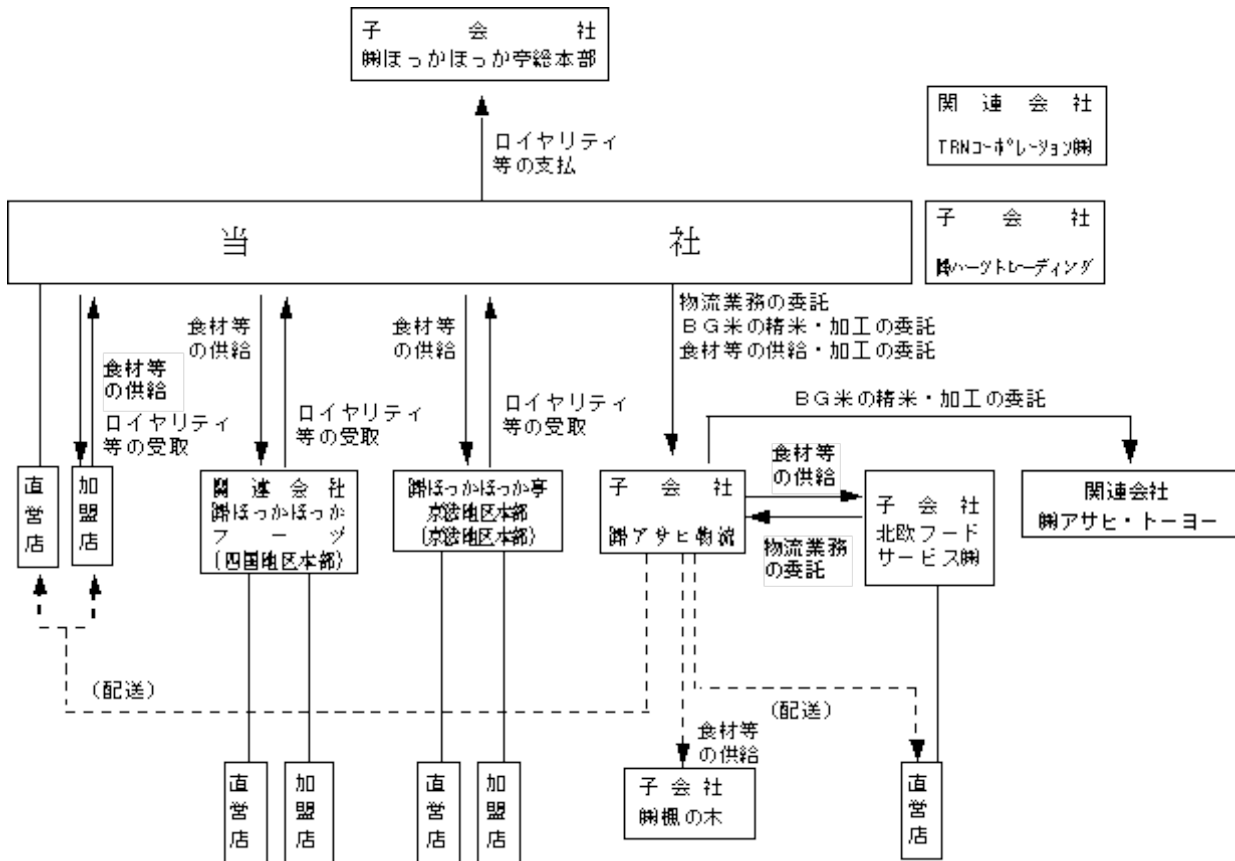 子会社
㈱ほっかほっか亭総本部
関連会社
TRNコーポレーション㈱
ロイヤリティ
等の支払
当社
子会社
㈱ハーツトレーディング
食材等
の供給
ロイヤリティ
等の受取
食材等
の供給
ロイヤリティ
等の受取
食材等
の供給
ロイヤリティ
等の受取
物流業務の委託
BG米の精米・加工の委託
食材等の供給・加工の委託
BG米の精米・加工の委託
直営店
加盟店
関連会社
㈱ほっかほっか
フーヅ
(四国地区本部)
㈱ほっかほっか亭
京滋地区本部
(京滋地区本部)
子会社
㈱アサヒ物流
食材等
の供給
物流業務
の委託
子会社
北欧フード
サービス㈱
関連会社
㈱アサヒ・トーヨー
(配送)
(配送)
食材等
の供給
直営店
加盟店
直営店
加盟店
子会社
㈱楓の木
直営店